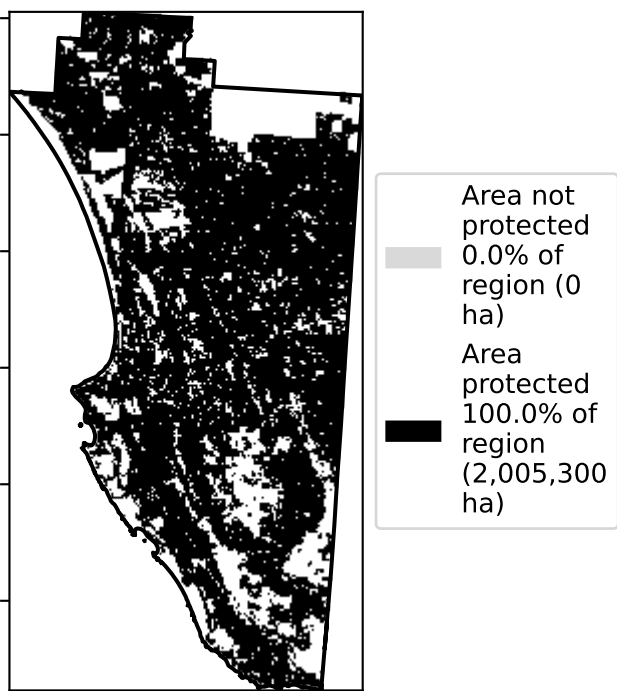 Area not
protected
0.0% of
region (0
ha)
Area
protected
100.0% of
region
(2,005,300
ha)